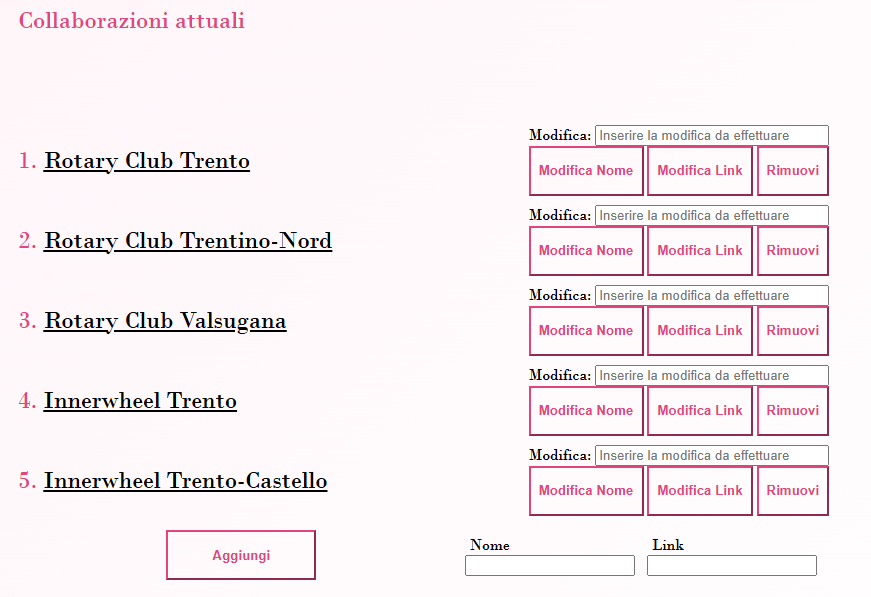 Collaborazioni attuali
Modifica: Inserire la modifica da effettuare
1. Rotary Club Trento
Modifica Nome Modifica Link Rimuovi
Modifica: Inserire la modifica da effettuare
2. Rotary Club Trentino-Nord
Modifica Nome Modifica Link Rimuovi
Modifica: Inserire la modifica da effettuare
3. Rotary Club Valsugana
Modifica Nome Modifica Link Rimuovi
Modifica: Inserire la modifica da effettuare
4. Innerwheel Trento
Modifica Nome Modifica Link Rimuovi
Modifica: Inserire la modifica da effettuare
5. Innerwheel Trento-Castello
Modifica Nome Modifica Link Rimuovi
Nome Link
Aggiungi